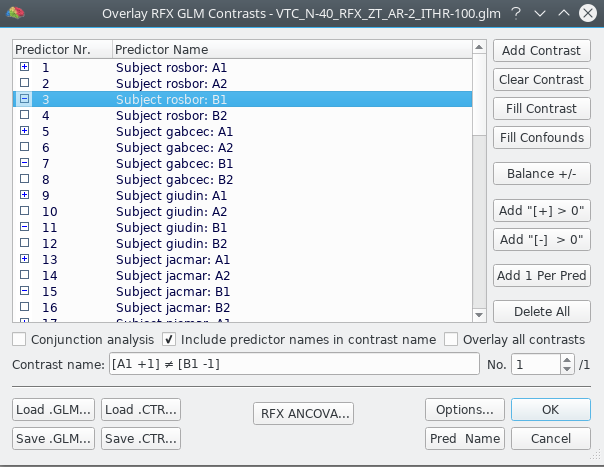 Overlay RFX GLM Contrasts - VTC_N-40_RFX_ZT_AR-2_ITHR-100.glm
Predictor Nr. Predictor Name
1 Subject rosbor: A1
2 Subject rosbor: A2
3 Subject rosbor: B1
4 Subject rosbor: B2
5 Subject gabcec: A1
6 Subject gabcec: A2
7 Subject gabcec: B1
8 Subject gabcec: B2
9 Subject giudin: A1
10 Subject giudin: A2
11 Subject giudin: B1
12 Subject giudin: B2
13 Subject jacmar: A1
14 Subject jacmar: A2
15 Subject jacmar: B1
16 Subject jacmar: B2
Add Contrast
Clear Contrast
Fill Contrast
Fill Confounds
Balance +/-
Add "[+] > 0"
Add "[-] > 0"
Add 1 Per Pred
Delete All
Conjunction analysis Include predictor names in contrast name Overlay all contrasts
Contrast name: [A1 +1] ≠ [B1 -1] No. 1 /1
Load .GLM... Load .CTR... RFX ANCOVA... Options... OK
Save .GLM... Save .CTR... Pred Name Cancel